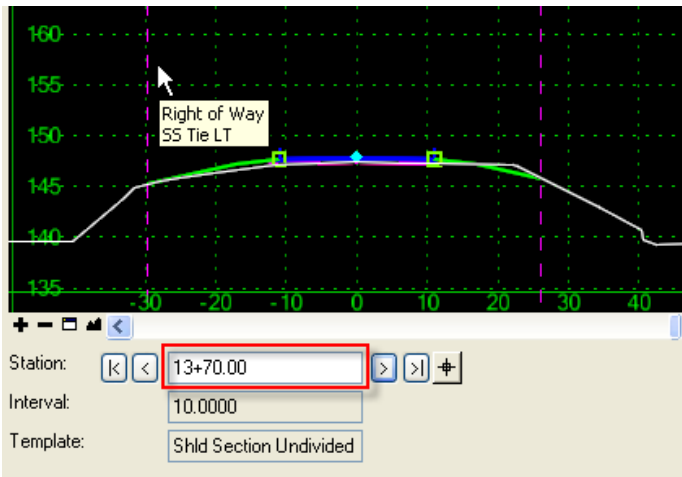 160
155
Right of Way
SS Tie LT
150
145
140
135
-30 -20 -10 0 10 20 30 40
Station: 13+70.00
Interval: 10.0000
Template: Shld Section Undivided